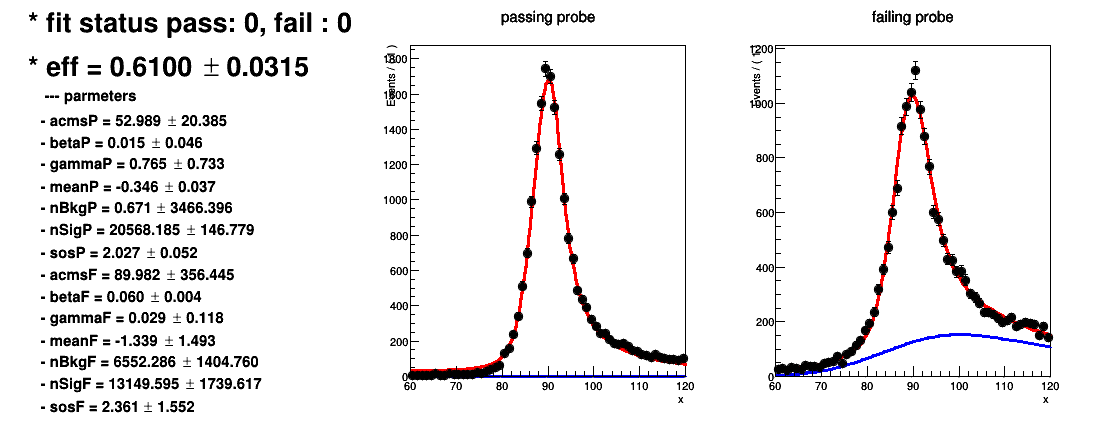 * fit status pass: 0, fail : 0
* eff = 0.6100 ± 0.0315
--- parmeters
- acmsP = 52.989 ± 20.385
- betaP = 0.015 ± 0.046
- gammaP = 0.765 ± 0.733
- meanP = -0.346 ± 0.037
- nBkgP = 0.671 ± 3466.396
- nSigP = 20568.185 ± 146.779
- sosP = 2.027 ± 0.052
- acmsF = 89.982 ± 356.445
- betaF = 0.060 ± 0.004
- gammaF = 0.029 ± 0.118
- meanF = -1.339 ± 1.493
- nBkgF = 6552.286 ± 1404.760
- nSigF = 13149.595 ± 1739.617
- sosF = 2.361 ± 1.552
passing probe
Events / (
1800
1600
1400
1200
1000
800
600
400
200
0
60 70 80 90 100 110 120
x
failing probe
Events / (
1200
1000
800
600
400
200
0
60 70 80 90 100 110 120
x